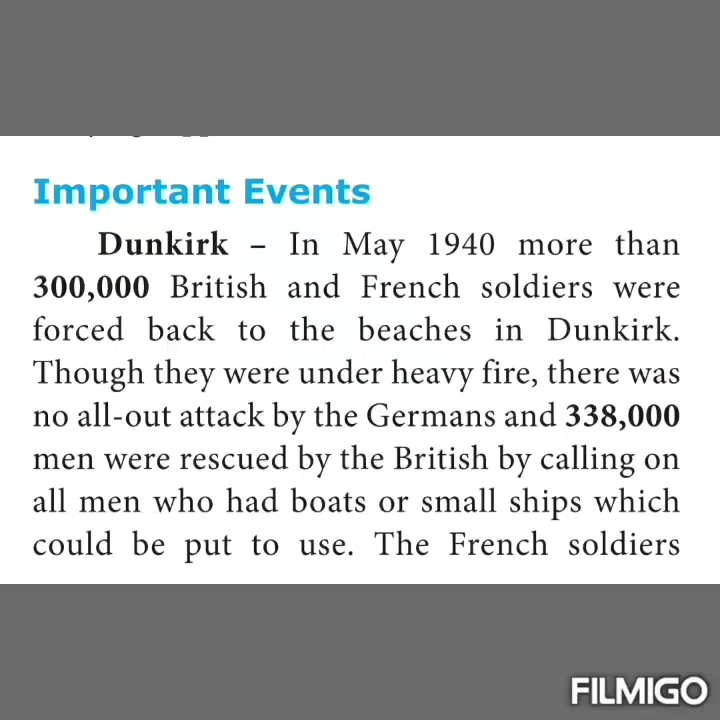 Important Events
Dunkirk – In May 1940 more than
300,000 British and French soldiers were
forced back to the beaches in Dunkirk.
Though they were under heavy fire, there was
no all-out attack by the Germans and 338,000
men were rescued by the British by calling on
all men who had boats or small ships which
could be put to use. The French soldiers
FILMIGO